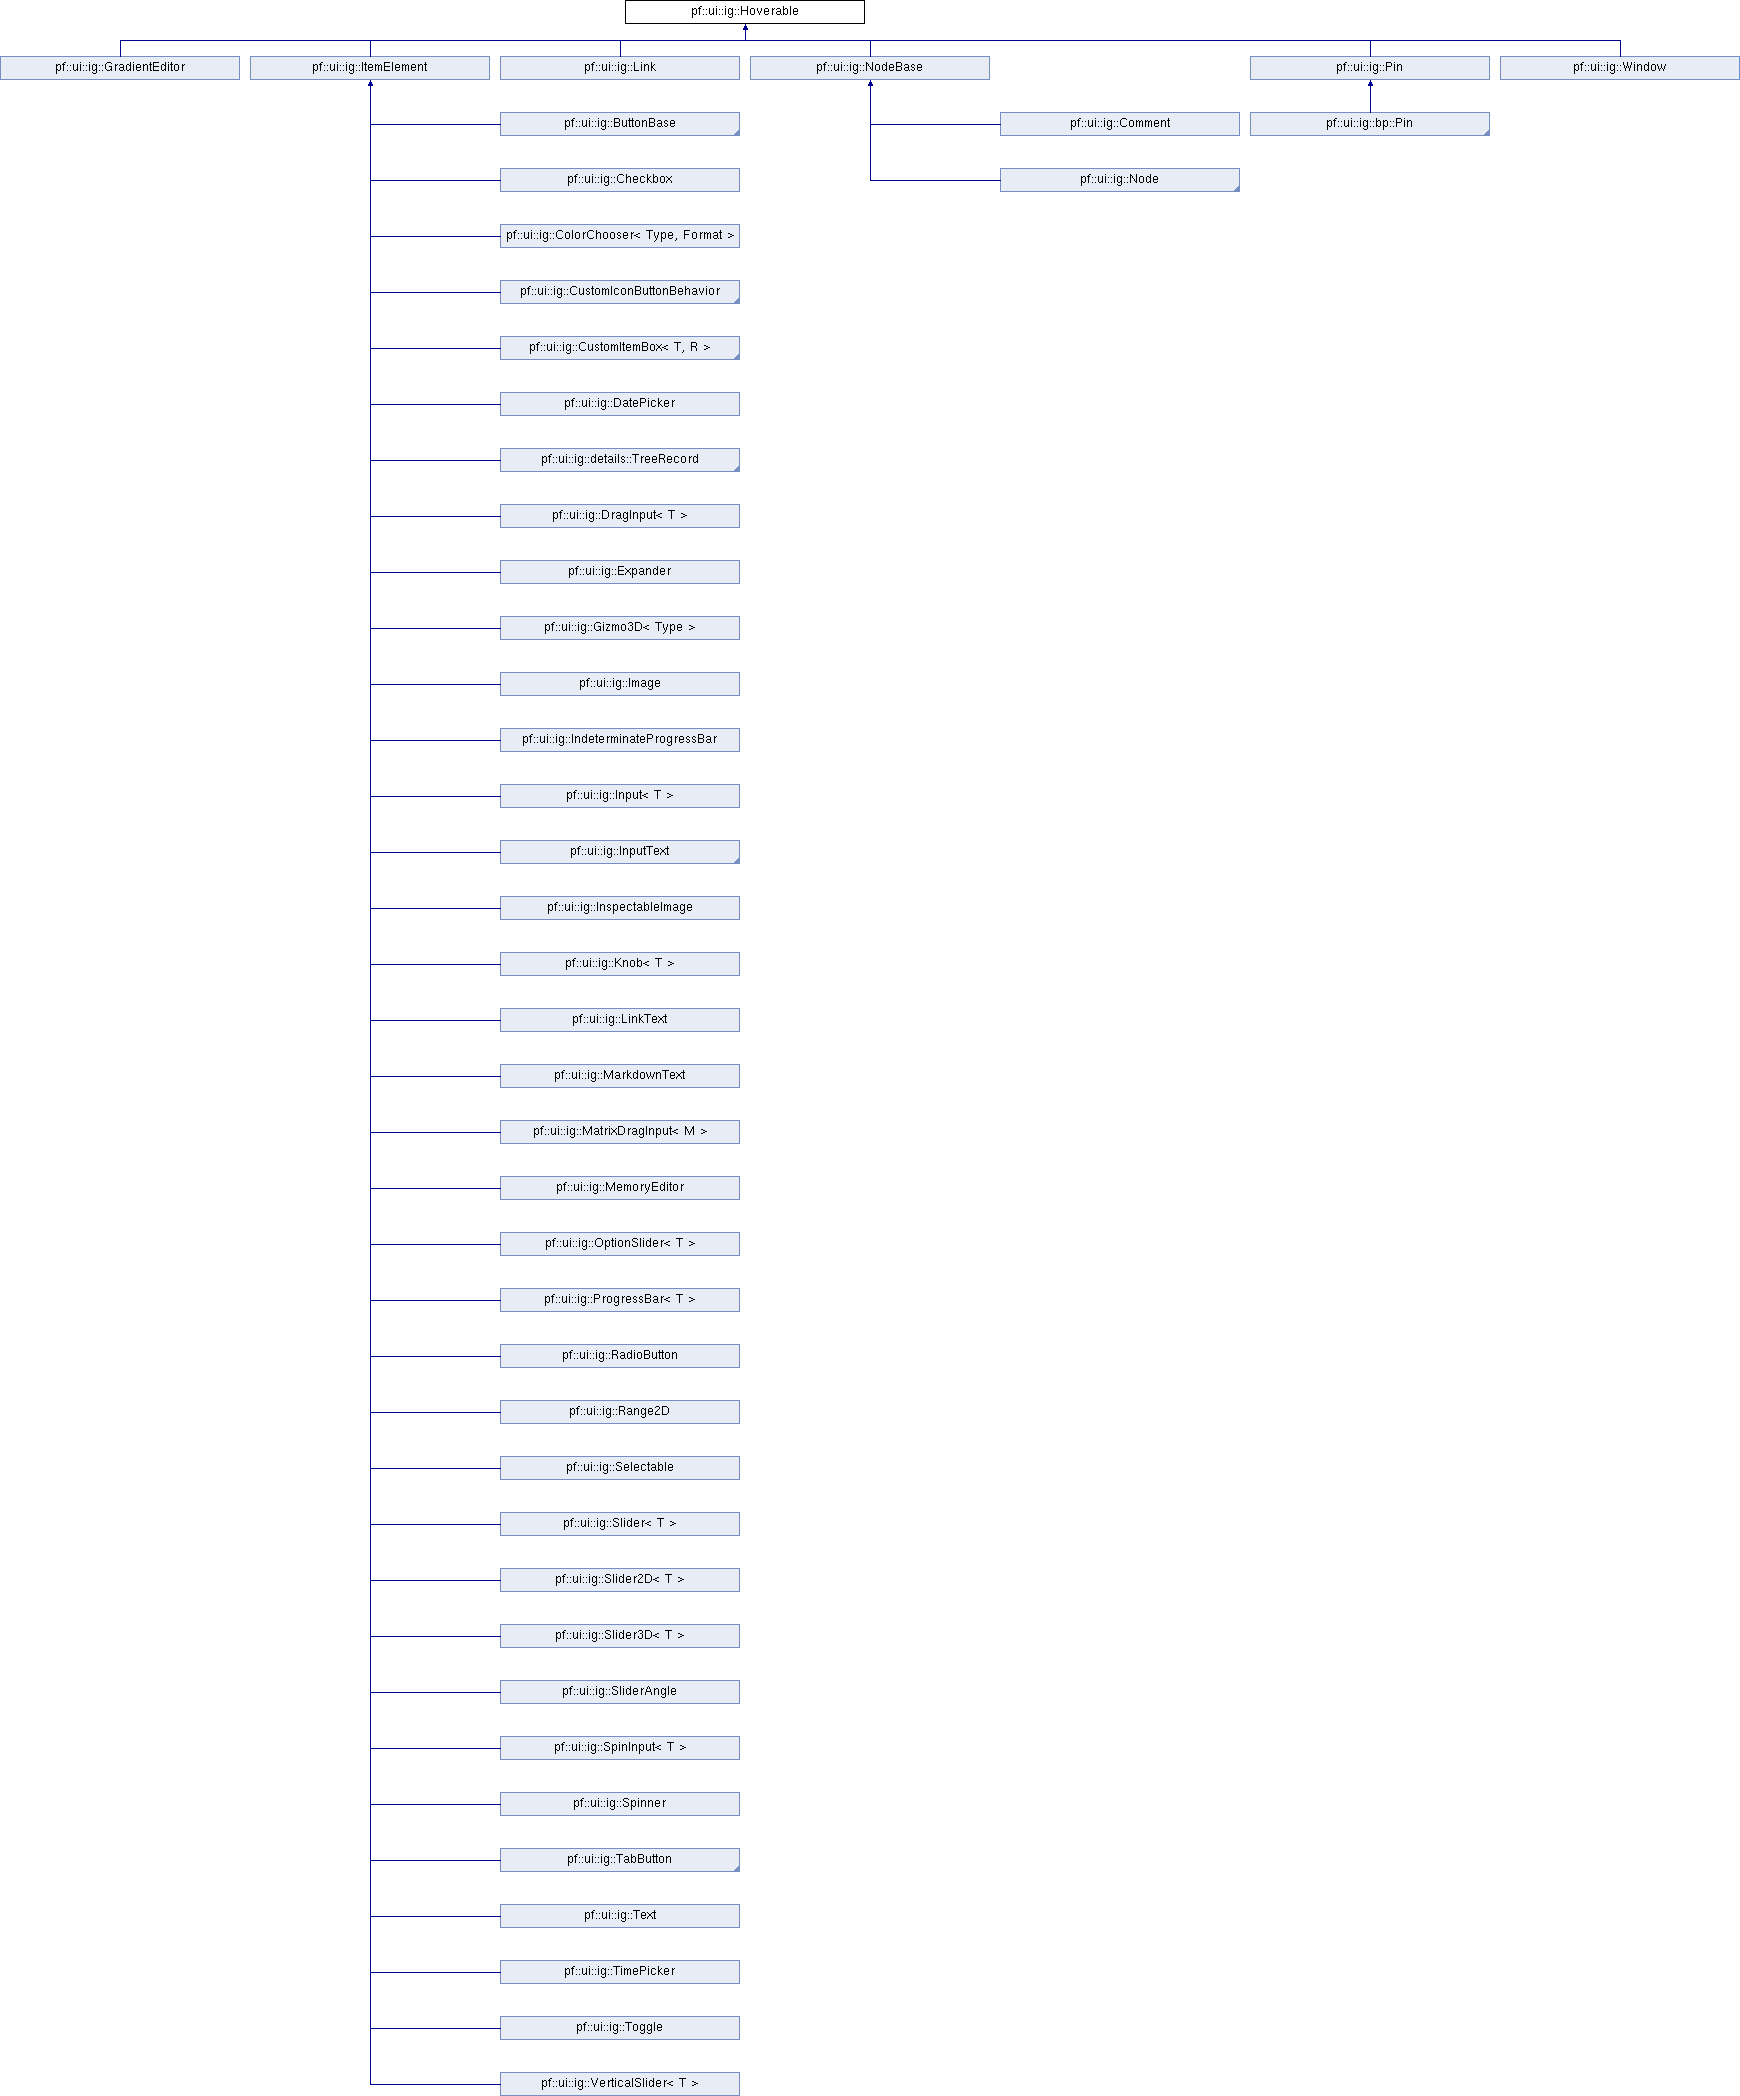 pf::ui::ig::Hoverable
pf::ui::ig::GradientEditor
pf::ui::ig::ItemElement
pf::ui::ig::Link
pf::ui::ig::NodeBase
pf::ui::ig::Pin
pf::ui::ig::Window
pf::ui::ig::ButtonBase
pf::ui::ig::Comment
pf::ui::ig::bp::Pin
pf::ui::ig::Checkbox
pf::ui::ig::Node
pf::ui::ig::ColorChooser< Type, Format >
pf::ui::ig::CustomIconButtonBehavior
pf::ui::ig::CustomItemBox< T, R >
pf::ui::ig::DatePicker
pf::ui::ig::details::TreeRecord
pf::ui::ig::DragInput< T >
pf::ui::ig::Expander
pf::ui::ig::Gizmo3D< Type >
pf::ui::ig::Image
pf::ui::ig::IndeterminateProgressBar
pf::ui::ig::Input< T >
pf::ui::ig::InputText
pf::ui::ig::InspectableImage
pf::ui::ig::Knob< T >
pf::ui::ig::LinkText
pf::ui::ig::MarkdownText
pf::ui::ig::MatrixDragInput< M >
pf::ui::ig::MemoryEditor
pf::ui::ig::OptionSlider< T >
pf::ui::ig::ProgressBar< T >
pf::ui::ig::RadioButton
pf::ui::ig::Range2D
pf::ui::ig::Selectable
pf::ui::ig::Slider< T >
pf::ui::ig::Slider2D< T >
pf::ui::ig::Slider3D< T >
pf::ui::ig::SliderAngle
pf::ui::ig::SpinInput< T >
pf::ui::ig::Spinner
pf::ui::ig::TabButton
pf::ui::ig::Text
pf::ui::ig::TimePicker
pf::ui::ig::Toggle
pf::ui::ig::VerticalSlider< T >